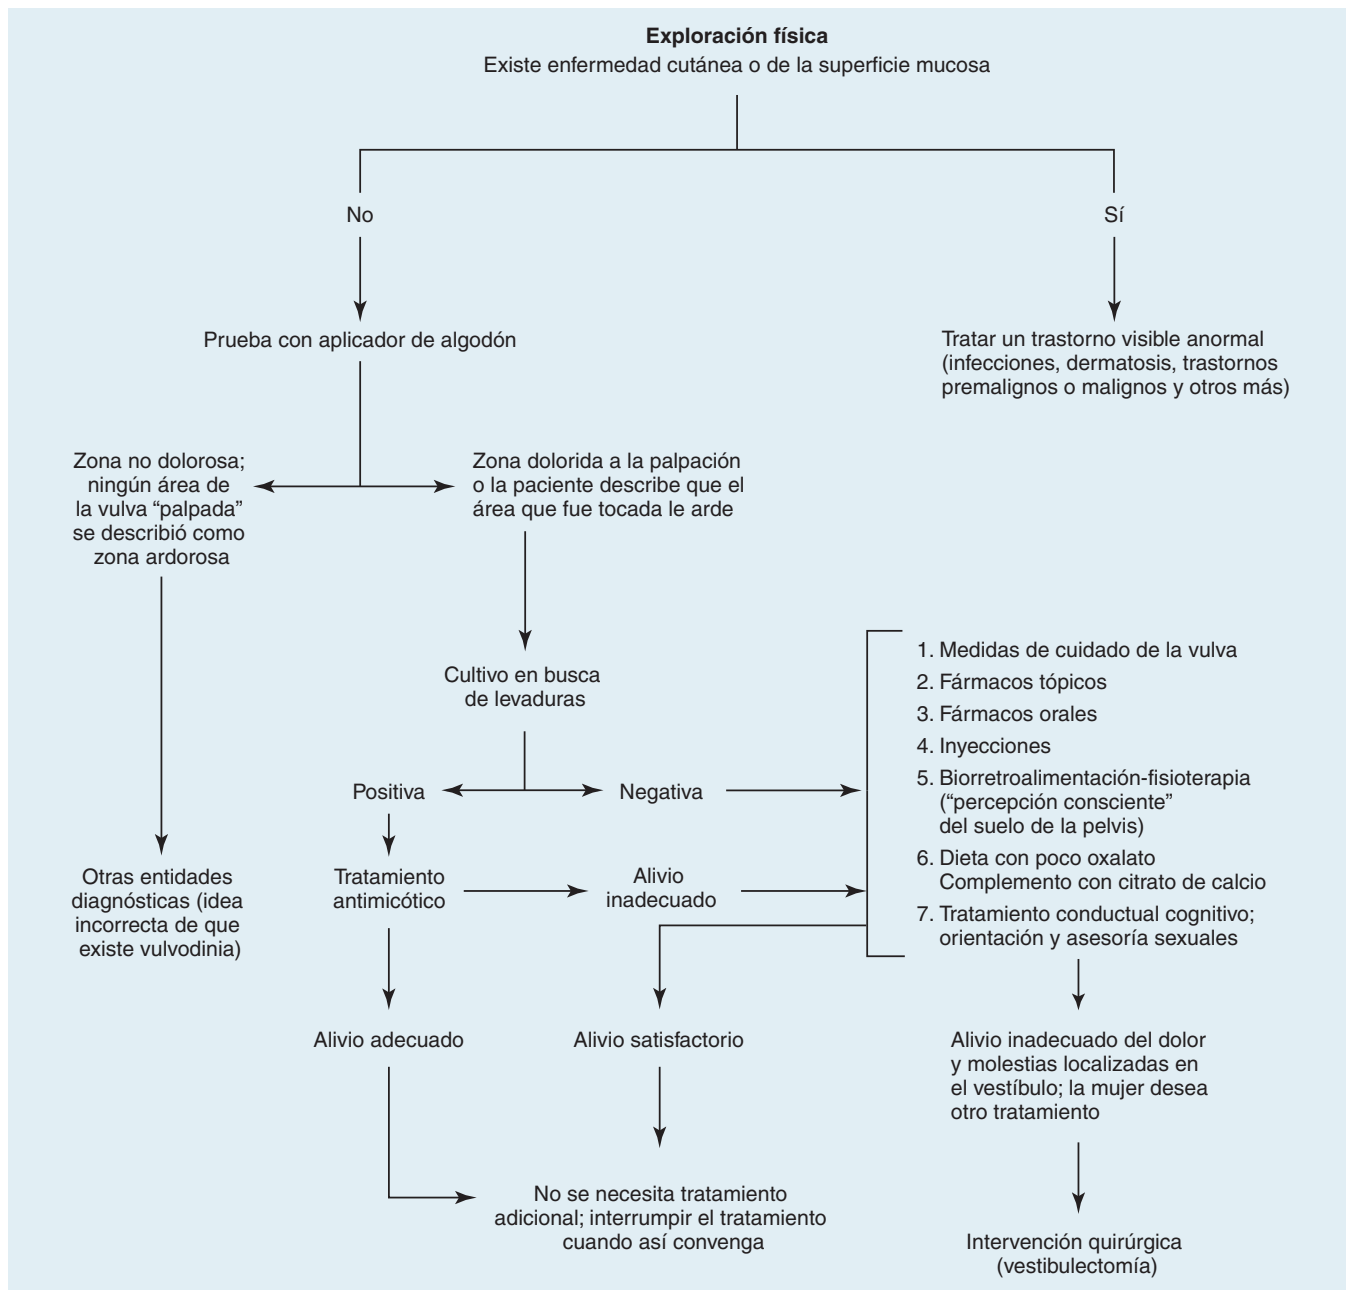 Exploración física
Existe enfermedad cutánea o de la superficie mucosa
No
Sí
Prueba con aplicador de algodón
Tratar un trastorno visible anormal
(infecciones, dermatosis, trastornos
premalignos o malignos y otros más)
Zona no dolorosa;
ningún área de
la vulva “palpada”
se describió como
zona ardorosa
Zona dolorida a la palpación
o la paciente describe que el
área que fue tocada le arde
Cultivo en busca
de levaduras
Positiva
Negativa
1. Medidas de cuidado de la vulva
2. Fármacos tópicos
3. Fármacos orales
4. Inyecciones
5. Biorretroalimentación-fisioterapia
(“percepción consciente”
del suelo de la pelvis)
6. Dieta con poco oxalato
Complemento con citrato de calcio
7. Tratamiento conductual cognitivo;
orientación y asesoría sexuales
Otras entidades
diagnósticas (idea
incorrecta de que
existe vulvodinia)
Tratamiento
antimicótico
Alivio
inadecuado
Alivio adecuado
Alivio satisfactorio
Alivio inadecuado del dolor
y molestias localizadas en
el vestíbulo; la mujer desea
otro tratamiento
No se necesita tratamiento
adicional; interrumpir el tratamiento
cuando así convenga
Intervención quirúrgica
(vestibulectomía)